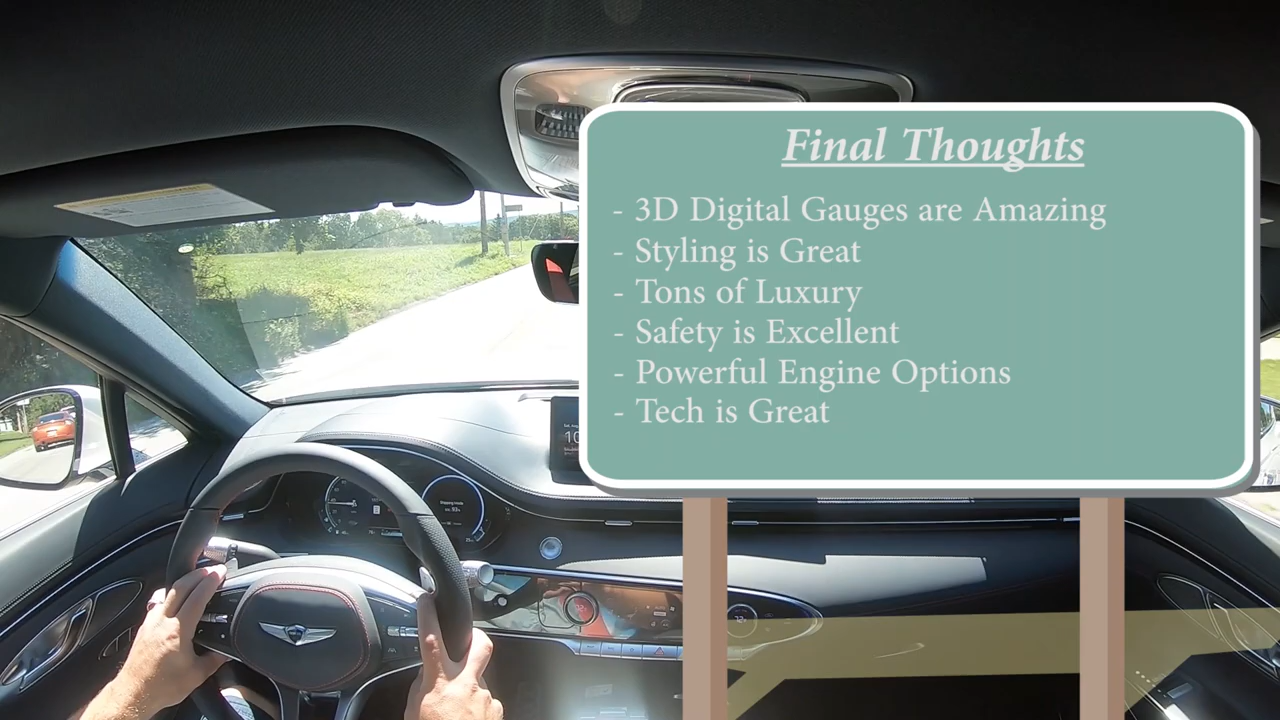 Final Thoughts
- 3D Digital Gauges are Amazing
- Styling is Great
- Tons of Luxury
- Safety is Excellent
- Powerful Engine Options
- Tech is Great